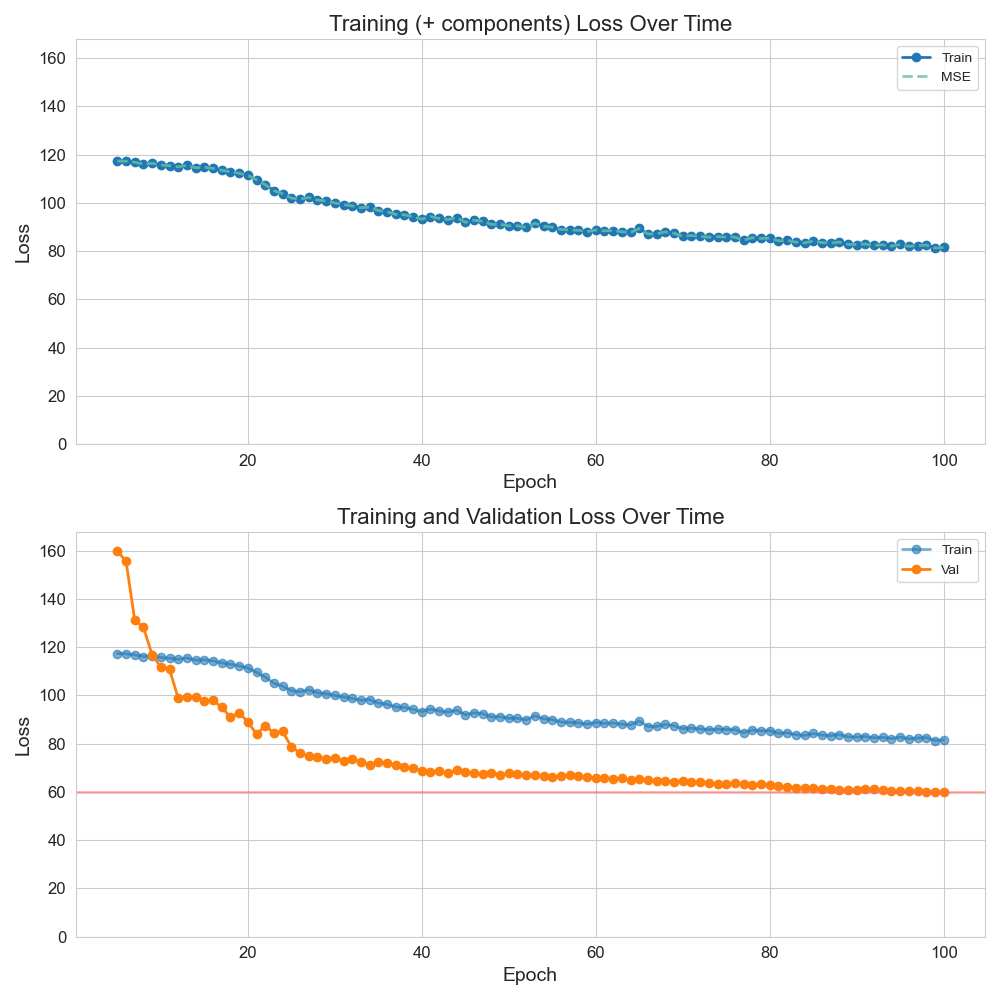 Training (+ components) Loss Over Time
Train
MSE
160
140
120
100
80
60
40
20
0
Loss
20 40 60 80 100
Epoch
Training and Validation Loss Over Time
Train
Val
160
140
120
100
80
60
40
20
0
Loss
20 40 60 80 100
Epoch